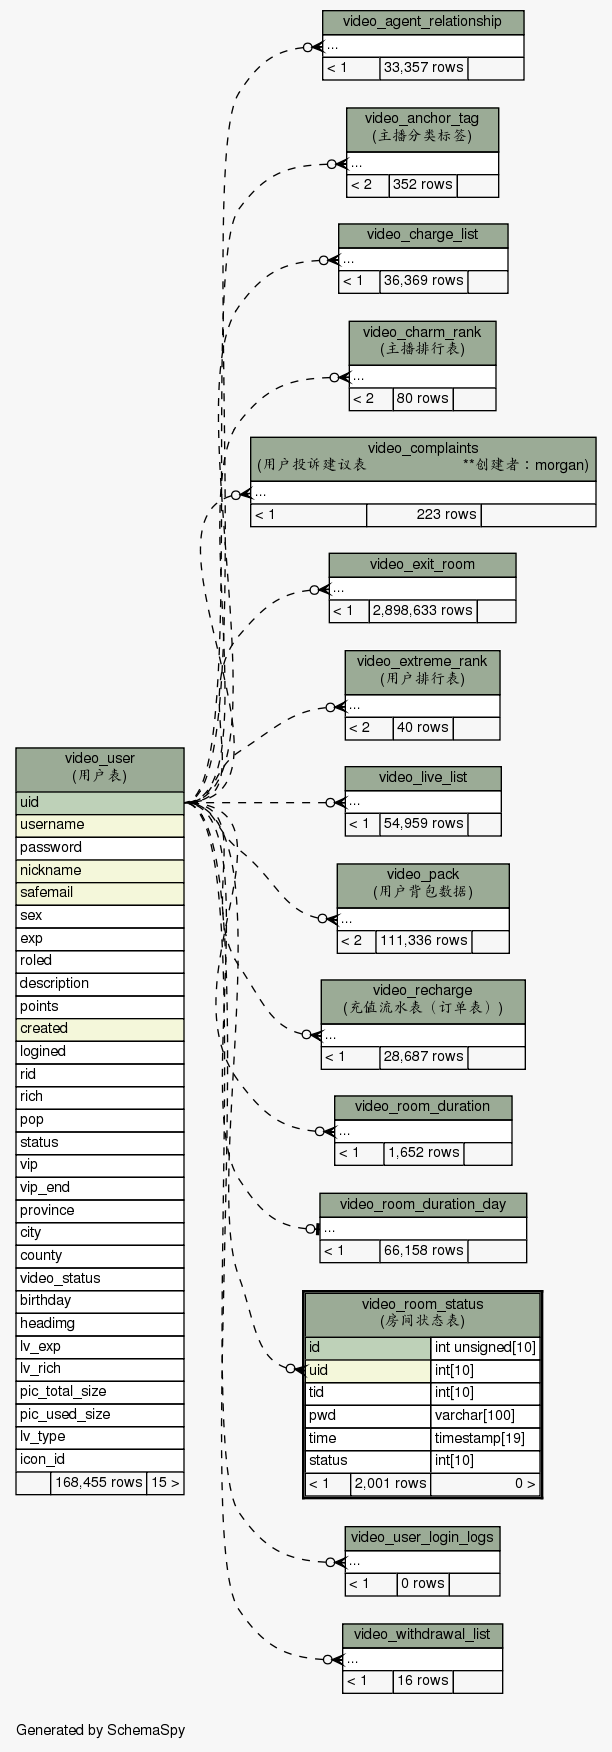 video_agent_relationship
...
< 1 33,357 rows
video_anchor_tag
(主播分类标签)
...
< 2 352 rows
video_charge_list
...
< 1 36,369 rows
video_charm_rank
(主播排行表)
...
< 2 80 rows
video_complaints
(用户投诉建议表 **创建者：morgan)
...
< 1 223 rows
video_exit_room
...
< 1 2,898,633 rows
video_extreme_rank
(用户排行表)
...
< 2 40 rows
video_user
(用户表)
uid
username
password
nickname
safemail
sex
exp
roled
description
points
created
logined
rid
rich
pop
status
vip
vip_end
province
city
county
video_status
birthday
headimg
lv_exp
lv_rich
pic_total_size
pic_used_size
lv_type
icon_id
168,455 rows 15 >
video_live_list
...
< 1 54,959 rows
video_pack
(用户背包数据)
...
< 2 111,336 rows
video_recharge
(充值流水表（订单表）)
...
< 1 28,687 rows
video_room_duration
...
< 1 1,652 rows
video_room_duration_day
...
< 1 66,158 rows
video_room_status
(房间状态表)
id int unsigned[10]
uid int[10]
tid int[10]
pwd varchar[100]
time timestamp[19]
status int[10]
< 1 2,001 rows 0 >
video_user_login_logs
...
< 1 0 rows
video_withdrawal_list
...
< 1 16 rows
Generated by SchemaSpy